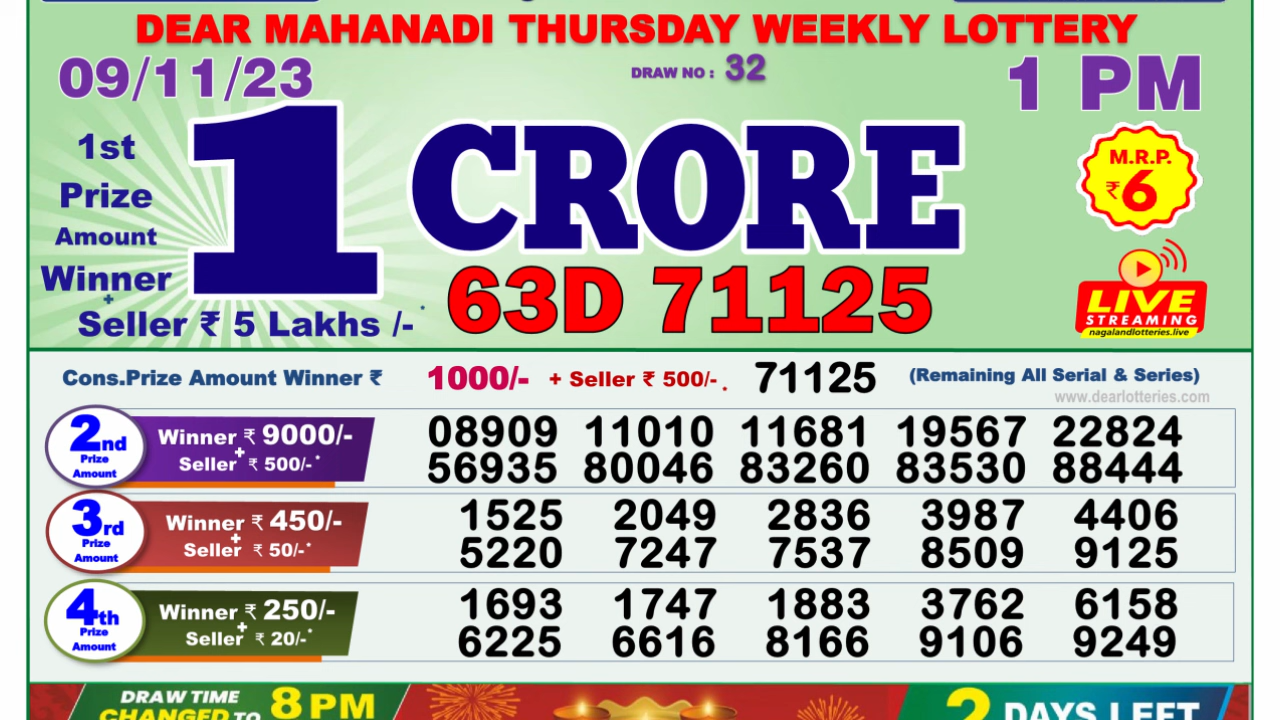 DEAR MAHANADI THURSDAY WEEKLY LOTTERY
09/11/23
DRAW NO : 32
1 PM
1st
Prize
Amount
Winner
+
Seller ₹ 5 Lakhs /- *
1 CRORE
63D 71125
M.R.P.
₹6
LIVE
STREAMING
nagalandlotteries.live
Cons.Prize Amount Winner ₹ 1000/- + Seller ₹ 500/- . 71125 (Remaining All Serial & Series)
www.dearlotteries.com
2nd
Prize
Amount
Winner ₹ 9000/-
+
Seller ₹ 500/-*
08909 11010 11681 19567 22824
56935 80046 83260 83530 88444
3rd
Prize
Amount
Winner ₹ 450/-
+
Seller ₹ 50/-*
1525 2049 2836 3987 4406
5220 7247 7537 8509 9125
4th
Prize
Amount
Winner ₹ 250/-
+
Seller ₹ 20/-*
1693 1747 1883 3762 6158
6225 6616 8166 9106 9249
DRAW TIME
CHANGED TO
8 PM
2 DAYS LEFT